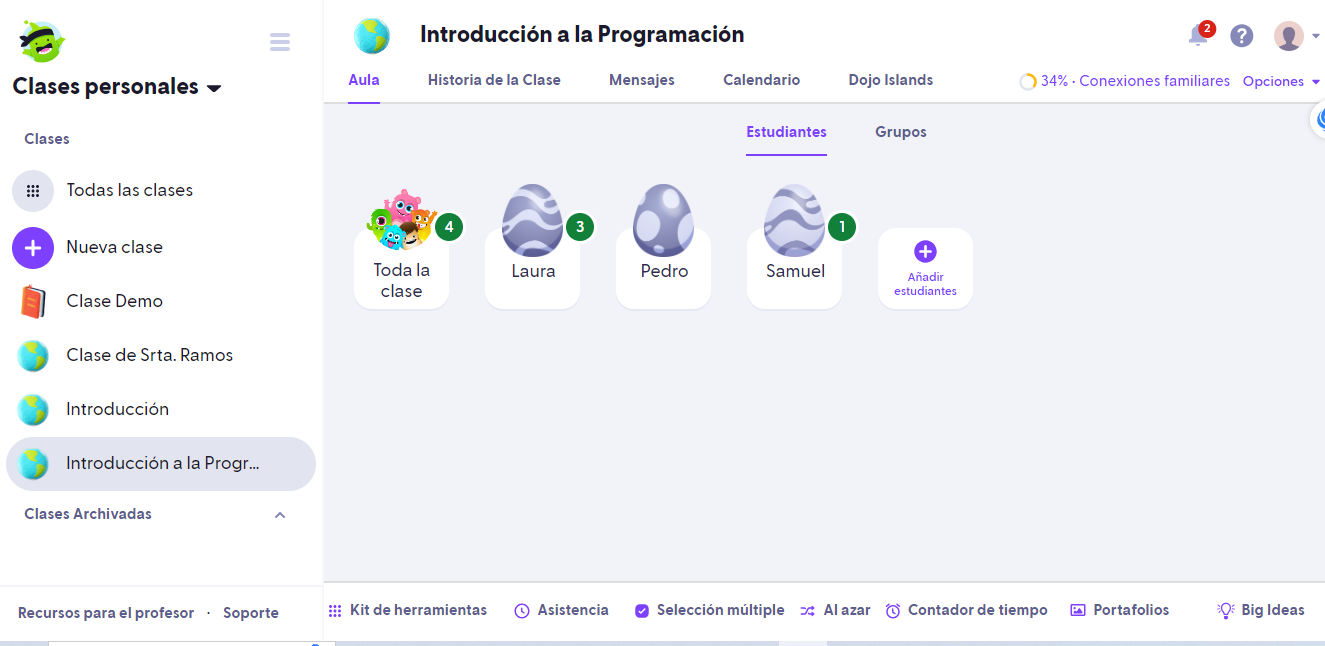 Clases personales
Clases
Todas las clases
Nueva clase
Clase Demo
Clase de Srta. Ramos
Introducción
Introducción a la Progr...
Clases Archivadas
Recursos para el profesor · Soporte
Introducción a la Programación
2
?
Aula
Historia de la Clase
Mensajes
Calendario
Dojo Islands
34% · Conexiones familiares
Opciones
Estudiantes
Grupos
4
Toda la
clase
3
Laura
Pedro
1
Samuel
Añadir
estudiantes
Kit de herramientas
Asistencia
Selección múltiple
Al azar
Contador de tiempo
Portafolios
Big Ideas